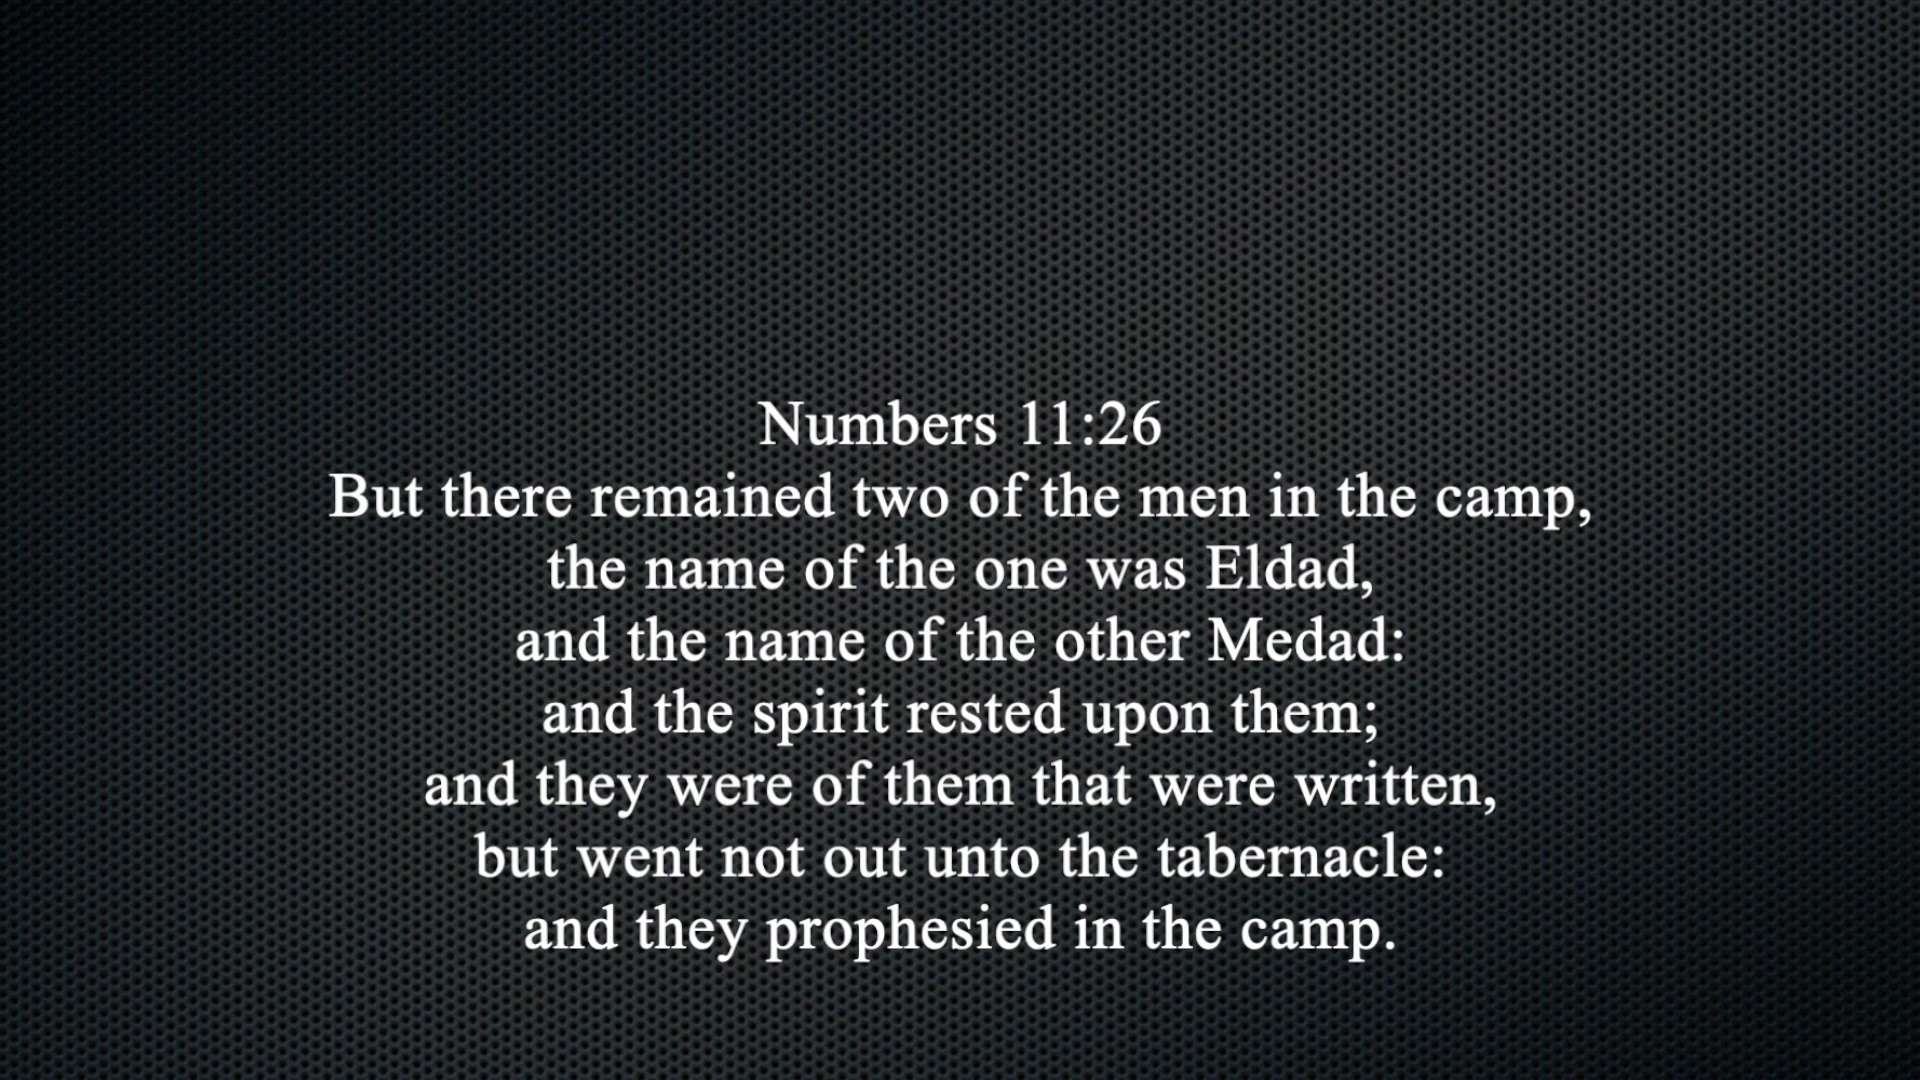 Numbers 11:26
But there remained two of the men in the camp,
the name of the one was Eldad,
and the name of the other Medad:
and the spirit rested upon them;
and they were of them that were written,
but went not out unto the tabernacle:
and they prophesied in the camp.